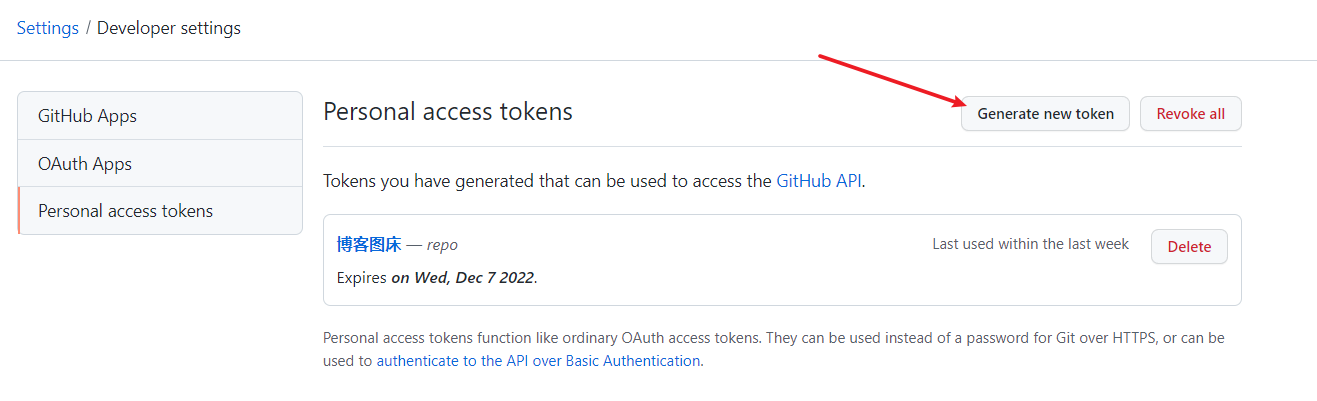 Settings / Developer settings
GitHub Apps
OAuth Apps
Personal access tokens
Personal access tokens
Generate new token
Revoke all
Tokens you have generated that can be used to access the GitHub API.
博客图床 — repo
Last used within the last week
Delete
Expires on Wed, Dec 7 2022.
Personal access tokens function like ordinary OAuth access tokens. They can be used instead of a password for Git over HTTPS, or can be
used to authenticate to the API over Basic Authentication.